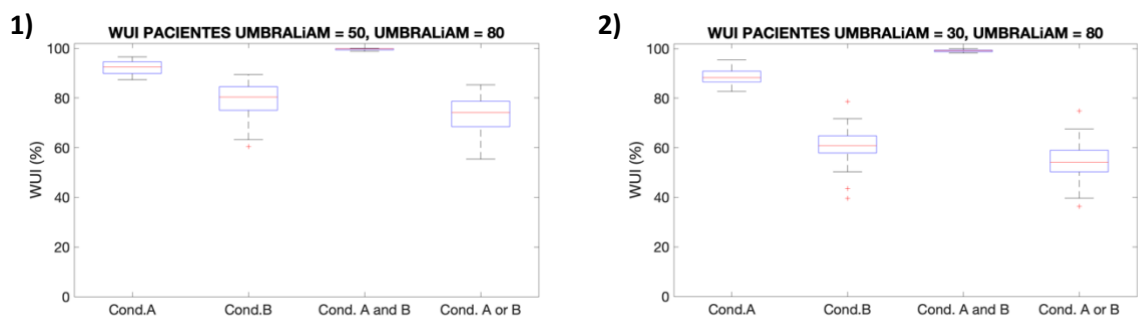 1)
WUI PACIENTES UMBRALiAM = 50, UMBRALiAM = 80
100
80
60
40
20
0
WUI (%)
Cond.A
Cond.B
Cond. A and B
Cond. A or B
2)
WUI PACIENTES UMBRALiAM = 30, UMBRALiAM = 80
100
80
60
40
20
0
WUI (%)
Cond.A
Cond.B
Cond. A and B
Cond. A or B